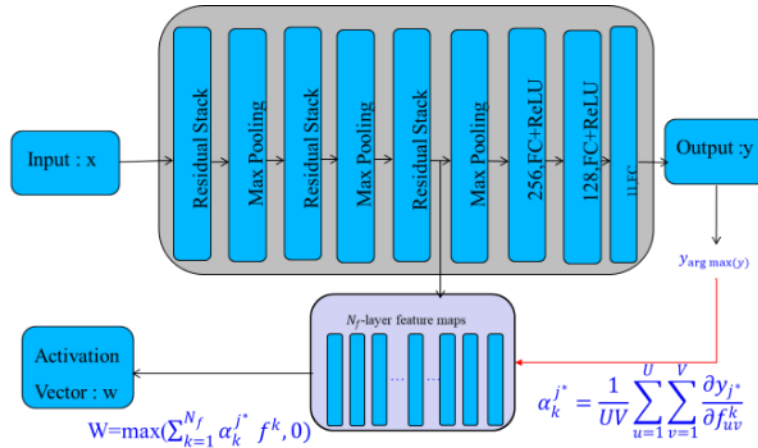 Input : x
Residual Stack
Max Pooling
Residual Stack
Max Pooling
Residual Stack
Max Pooling
256,FC+ReLU
128,FC+ReLU
11,FC
Output :y
y_{arg max(y)}
N_f-layer feature maps
... ...
Activation
Vector : w
W=max(∑_{k=1}^{N_f} α_k^{j*} f^k, 0)
α_k^{j*} = \frac{1}{UV} ∑_{u=1}^{U} ∑_{v=1}^{V} \frac{∂y_{j*}}{∂f_{uv}^k}